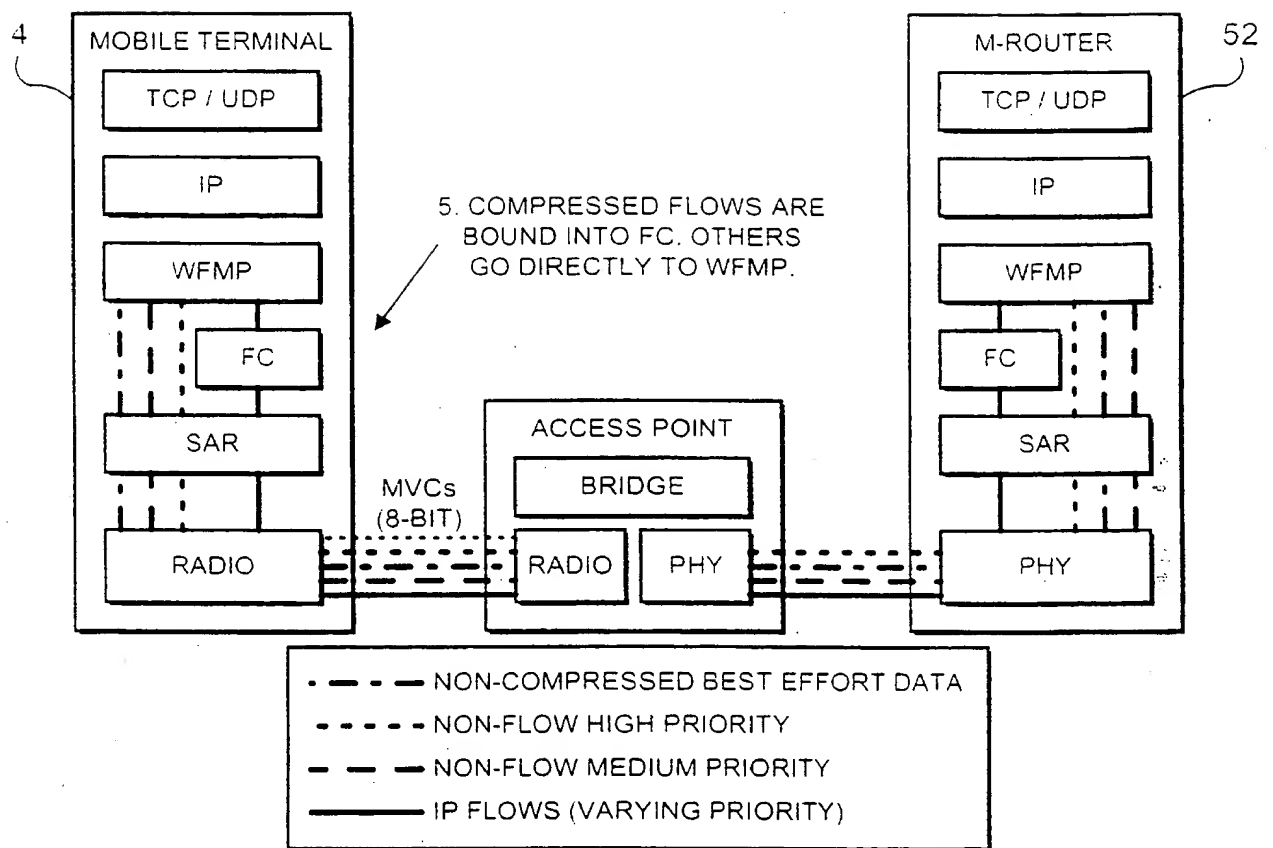 4
MOBILE TERMINAL
TCP / UDP
IP
WFMP
FC
SAR
RADIO
5. COMPRESSED FLOWS ARE
BOUND INTO FC. OTHERS
GO DIRECTLY TO WFMP.
MVCs
(8-BIT)
ACCESS POINT
BRIDGE
RADIO
PHY
M-ROUTER
52
TCP / UDP
IP
WFMP
FC
SAR
PHY
NON-COMPRESSED BEST EFFORT DATA
NON-FLOW HIGH PRIORITY
NON-FLOW MEDIUM PRIORITY
IP FLOWS (VARYING PRIORITY)